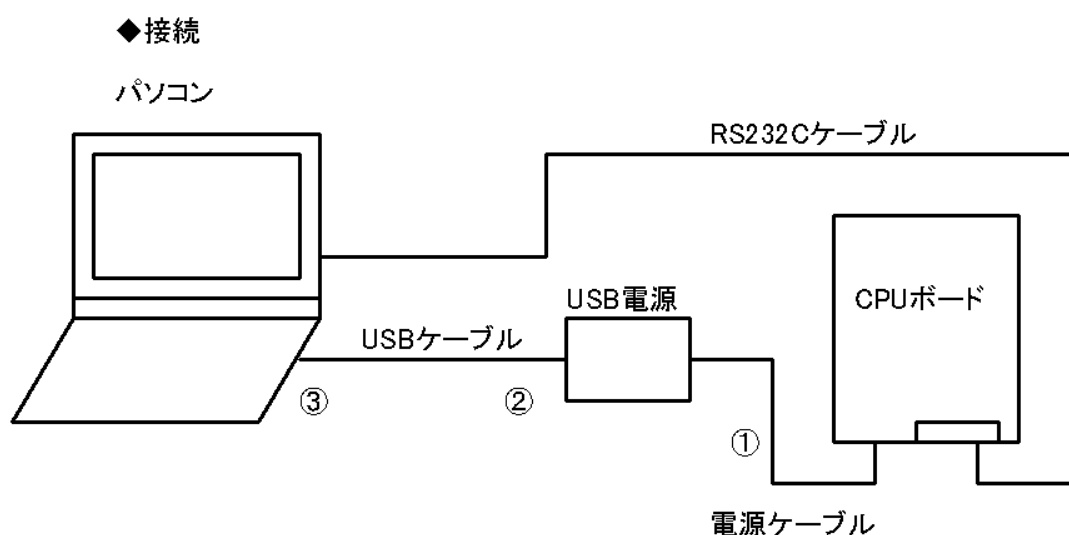 ◆接続
パソコン
RS232Cケーブル
CPUボード
USB電源
USBケーブル
③
②
①
電源ケーブル